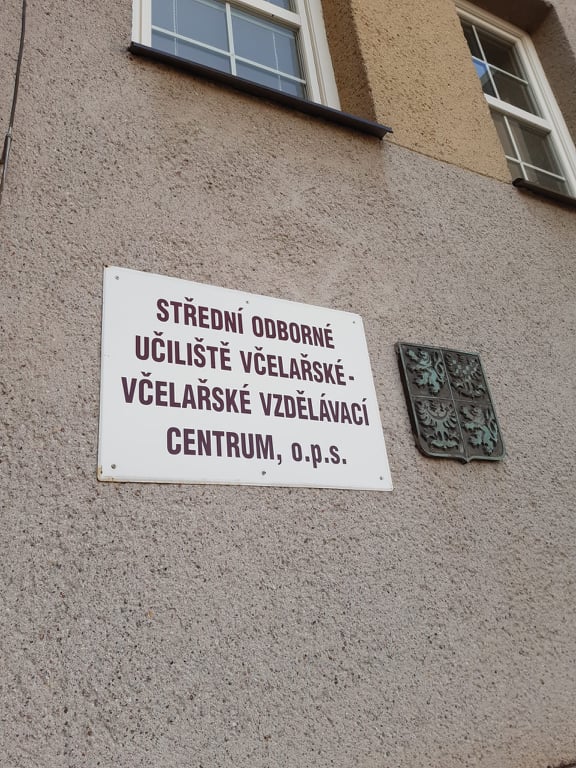 STŘEDNÍ ODBORNÉ
UČILIŠTĚ VČELAŘSKÉ-
VČELAŘSKÉ VZDĚLÁVACÍ
CENTRUM, o.p.s.